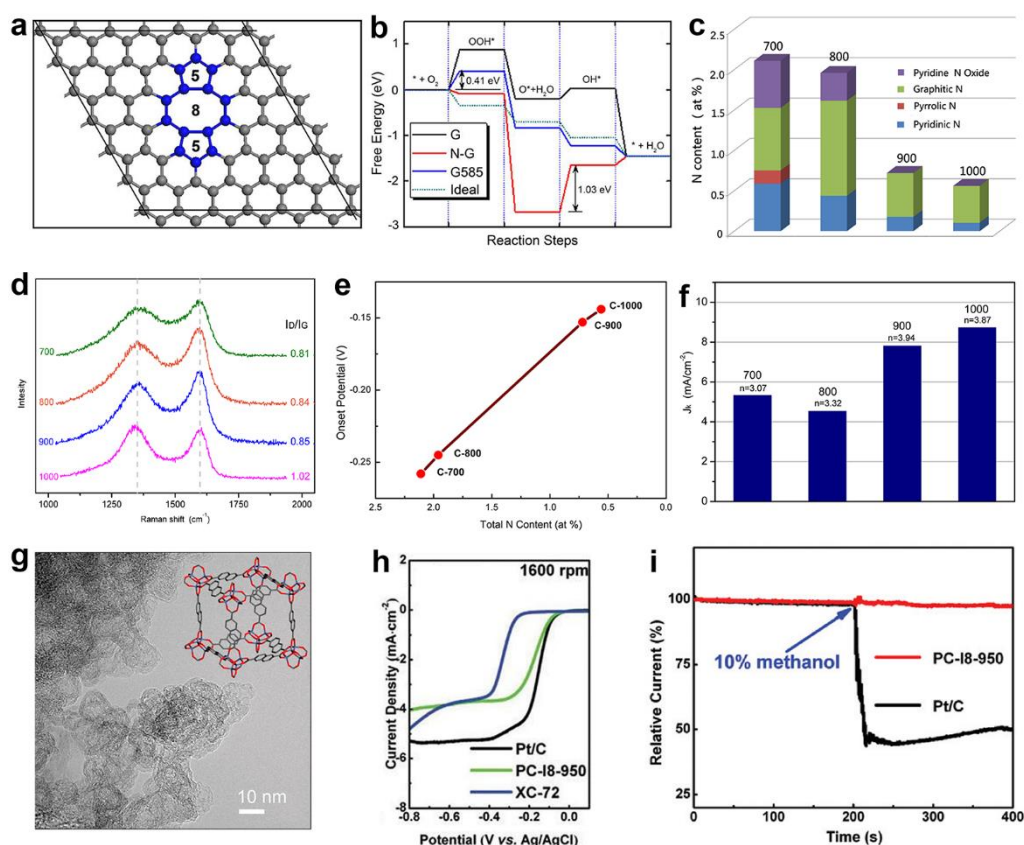 a
5
8
5
b
Free Energy (eV)
1
0
-1
-2
-3
* + O₂
OOH*
0.41 eV
O*+H₂O
OH*
* + H₂O
1.03 eV
G
N-G
G585
Ideal
Reaction Steps
c
N content ( at % )
2.5
2.0
1.5
1.0
0.5
0
700
800
900
1000
Pyridine N Oxide
Graphitic N
Pyrrolic N
Pyridinic N
d
Intesity
I_D/I_G
700
0.81
800
0.84
900
0.85
1000
1.02
1000
1250
1500
1750
2000
Raman shift (cm⁻¹)
e
Onset Potential (V)
-0.15
-0.20
-0.25
C-1000
C-900
C-800
C-700
2.5
2.0
1.5
1.0
0.5
0.0
Total N Content (at %)
f
Jₖ (mA/cm⁻²)
10
8
6
4
2
0
700
n=3.07
800
n=3.32
900
n=3.94
1000
n=3.87
g
10 nm
h
1600 rpm
Current Density (mA·cm⁻²)
2
0
-2
-4
-6
-8
Pt/C
PC-I8-950
XC-72
-0.8
-0.6
-0.4
-0.2
0.0
Potential (V vs. Ag/AgCl)
i
Relative Current (%)
100
75
50
25
10% methanol
PC-I8-950
Pt/C
0
100
200
300
400
Time (s)